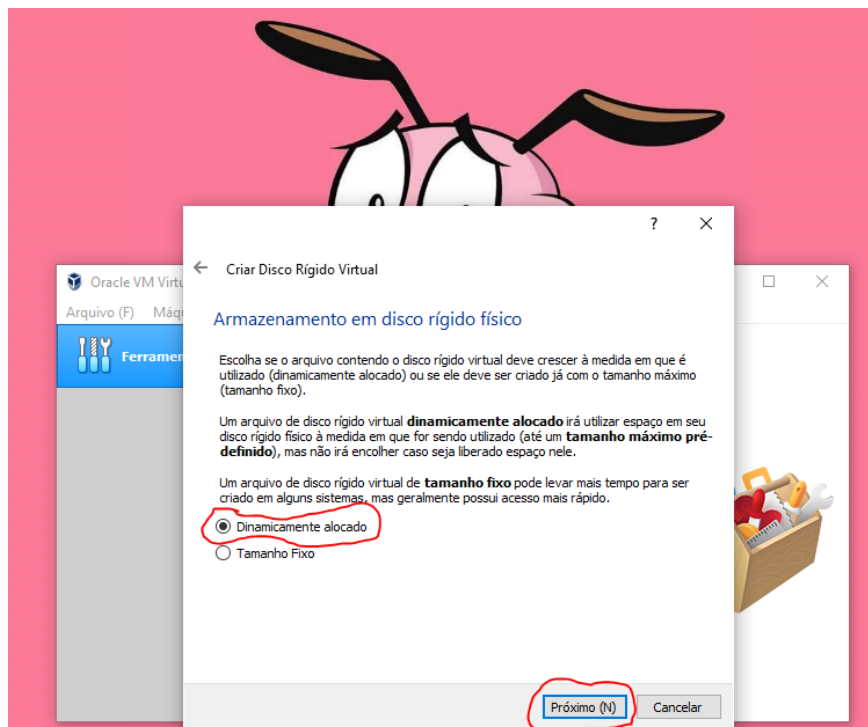 ?
Criar Disco Rígido Virtual
Oracle VM Virtu
Arquivo (F) Máqu
Ferramen
Armazenamento em disco rígido físico
Escolha se o arquivo contendo o disco rígido virtual deve crescer à medida em que é
utilizado (dinamicamente alocado) ou se ele deve ser criado já com o tamanho máximo
(tamanho fixo).
Um arquivo de disco rígido virtual dinamicamente alocado irá utilizar espaço em seu
disco rígido físico à medida em que for sendo utilizado (até um tamanho máximo pré-
definido), mas não irá encolher caso seja liberado espaço nele.
Um arquivo de disco rígido virtual de tamanho fixo pode levar mais tempo para ser
criado em alguns sistemas, mas geralmente possui acesso mais rápido.
Dinamicamente alocado
Tamanho Fixo
Próximo (N) Cancelar